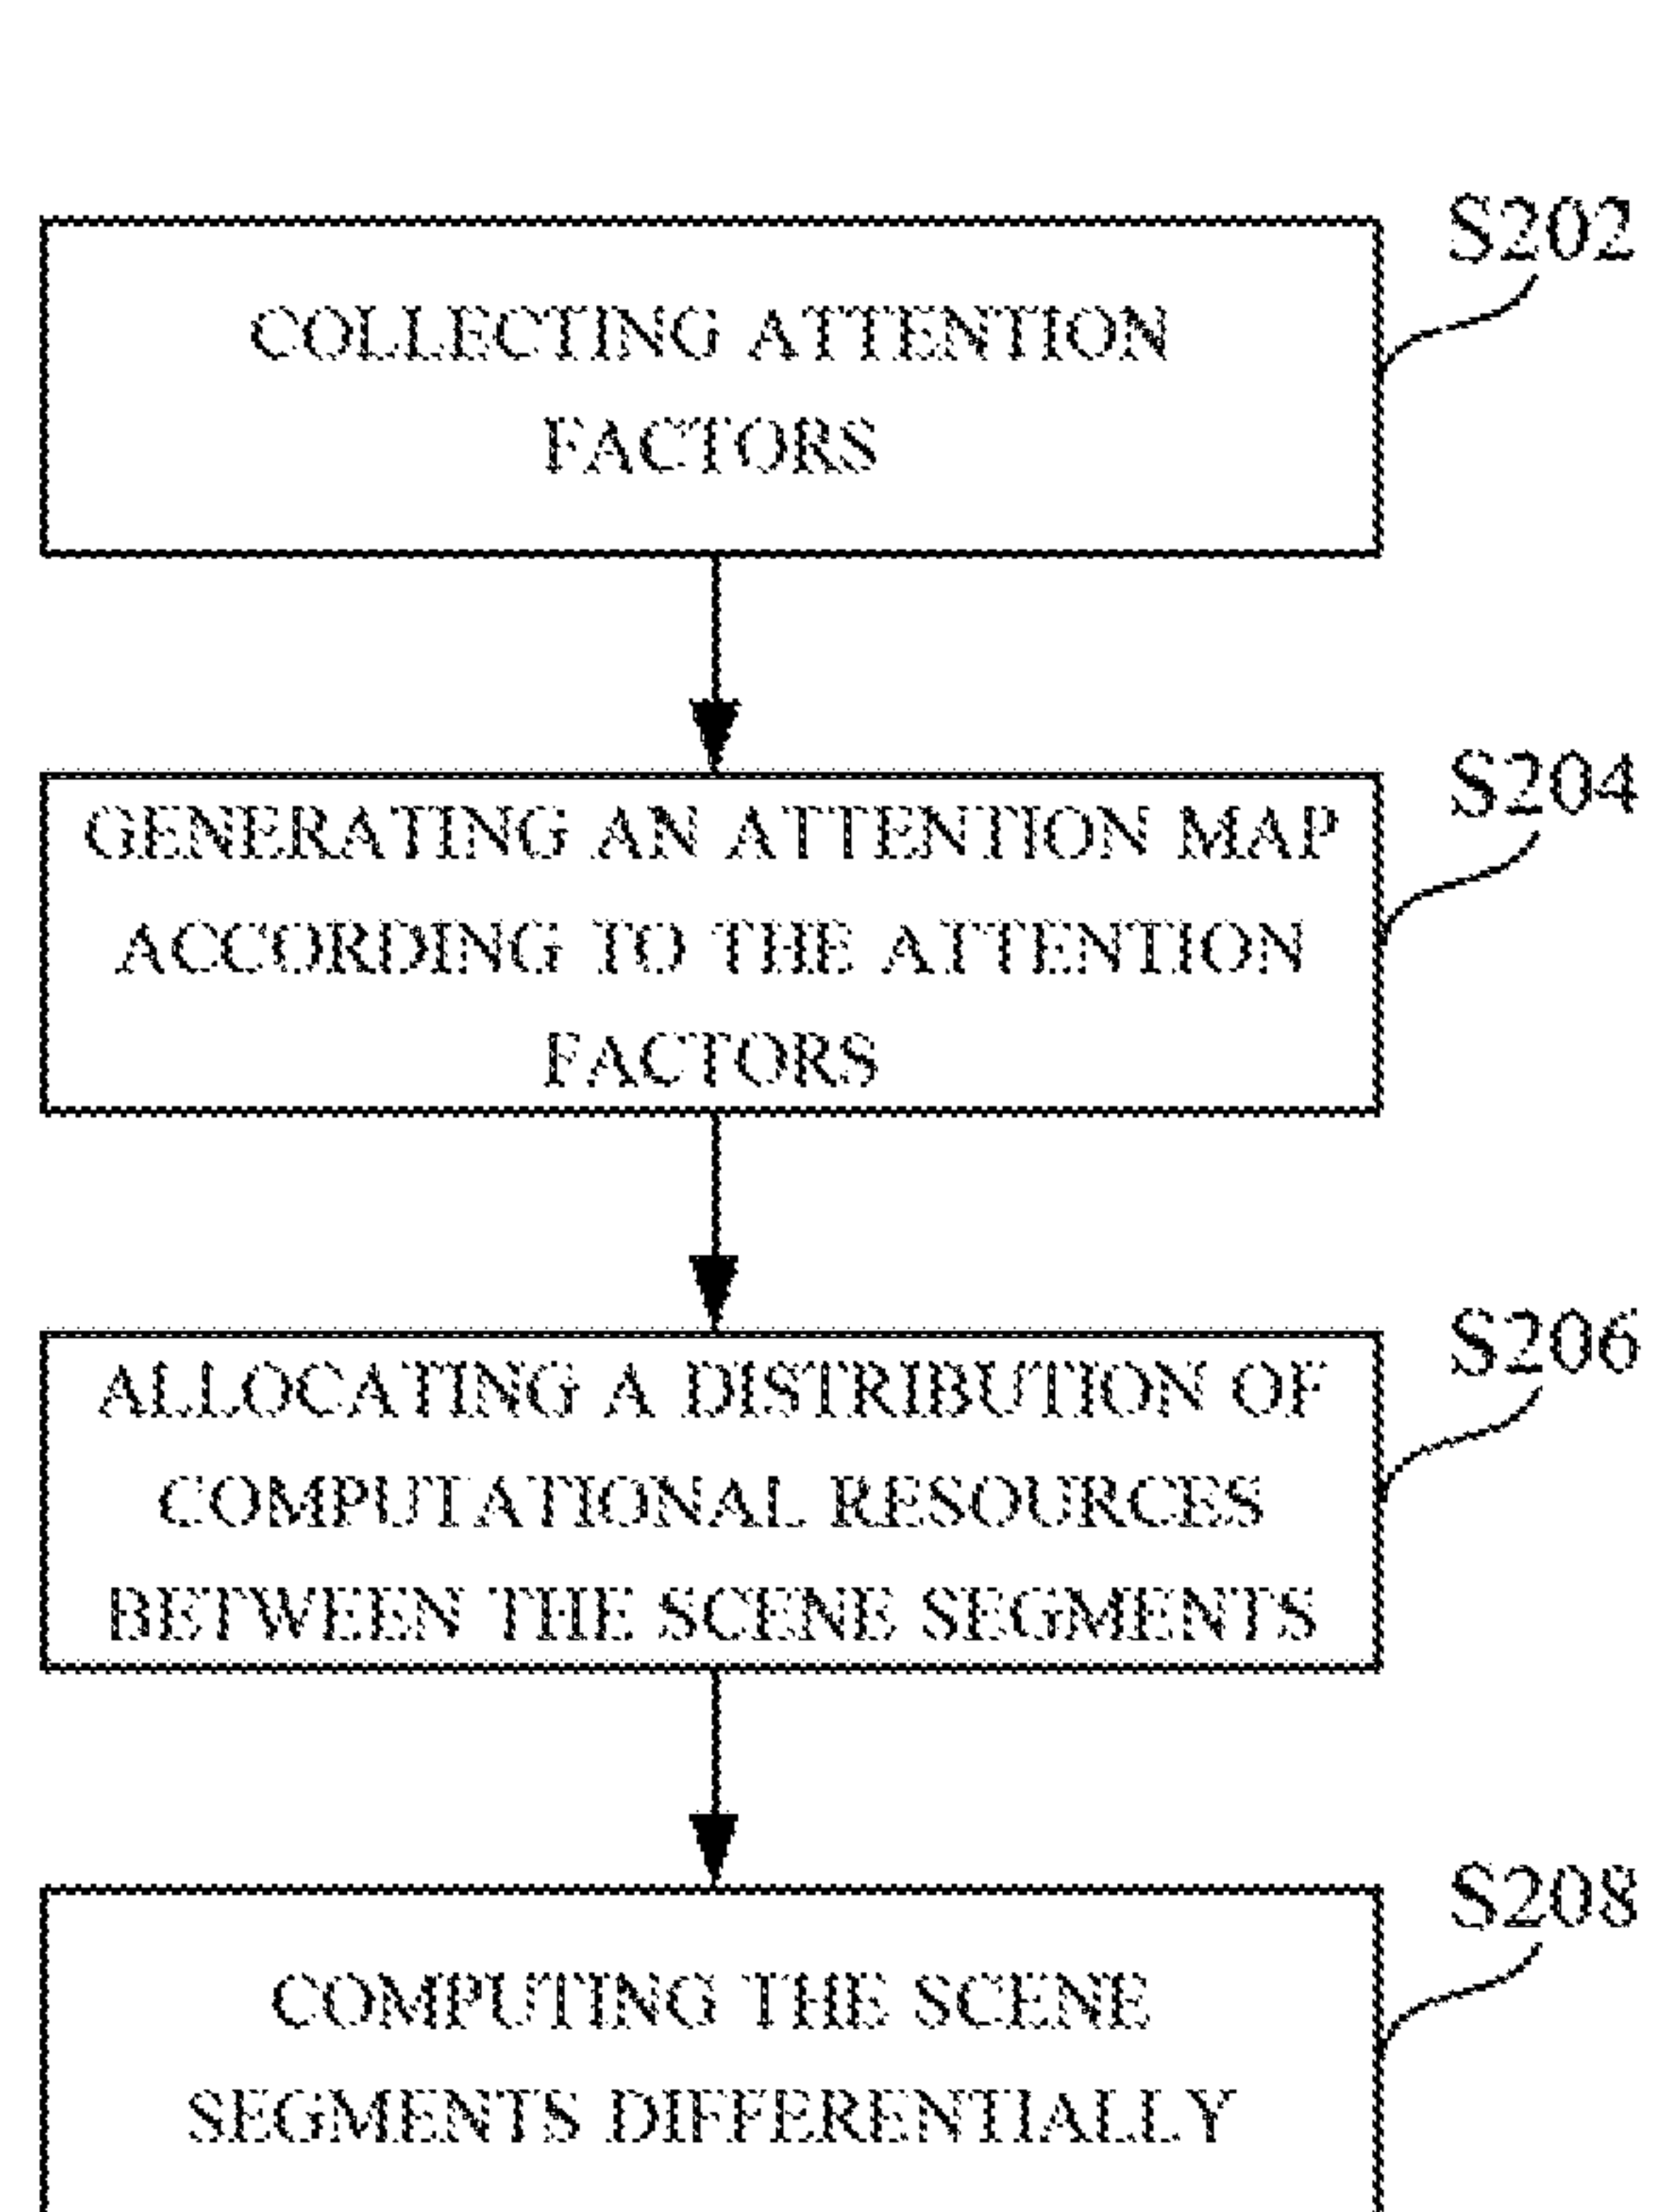 S202
COLLECTING ATTENTION
FACTORS
S204
GENERATING AN ATTENTION MAP
ACCORDING TO THE ATTENTION
FACTORS
S206
ALLOCATING A DISTRIBUTION OF
COMPUTATIONAL RESOURCES
BETWEEN THE SCENE SEGMENTS
S208
COMPUTING THE SCENE
SEGMENTS DIFFERENTIALLY